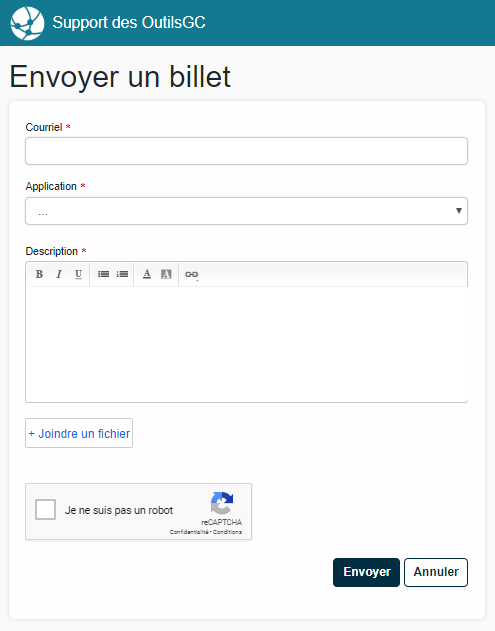 Support des OutilsGC
Envoyer un billet
Courriel *
Application *
...
Description *
B I U A A
+ Joindre un fichier
Je ne suis pas un robot
reCAPTCHA
Confidentialité - Conditions
Envoyer Annuler